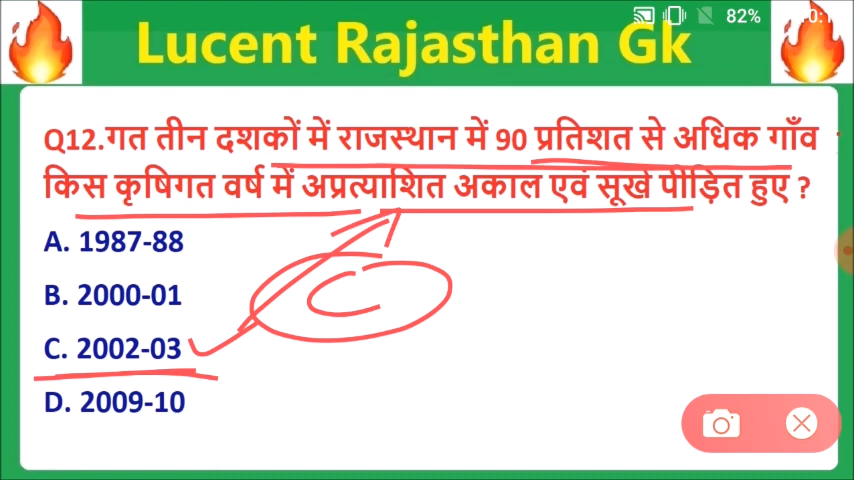 82%
Lucent Rajasthan Gk
Q12.गत तीन दशकों में राजस्थान में 90 प्रतिशत से अधिक गाँव
किस कृषिगत वर्ष में अप्रत्याशित अकाल एवं सूखे पीड़ित हुए ?
A. 1987-88
B. 2000-01
C. 2002-03
C
D. 2009-10